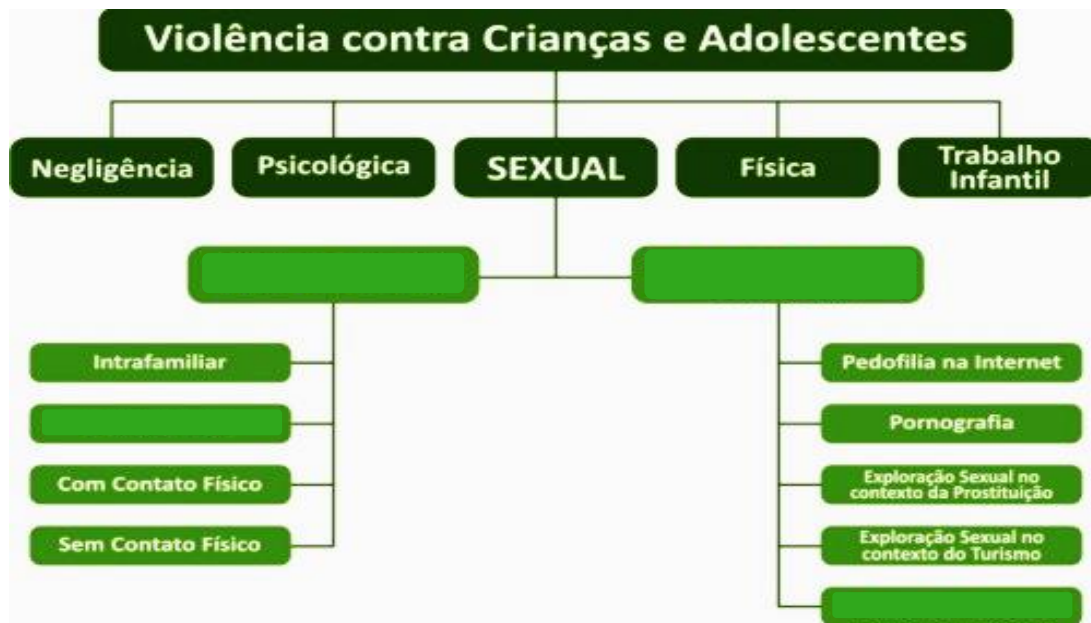 Violência contra Crianças e Adolescentes
Negligência
Psicológica
SEXUAL
Física
Trabalho
Infantil
Intrafamiliar
Com Contato Físico
Sem Contato Físico
Pedofilia na Internet
Pornografia
Exploração Sexual no
contexto da Prostituição
Exploração Sexual no
contexto do Turismo